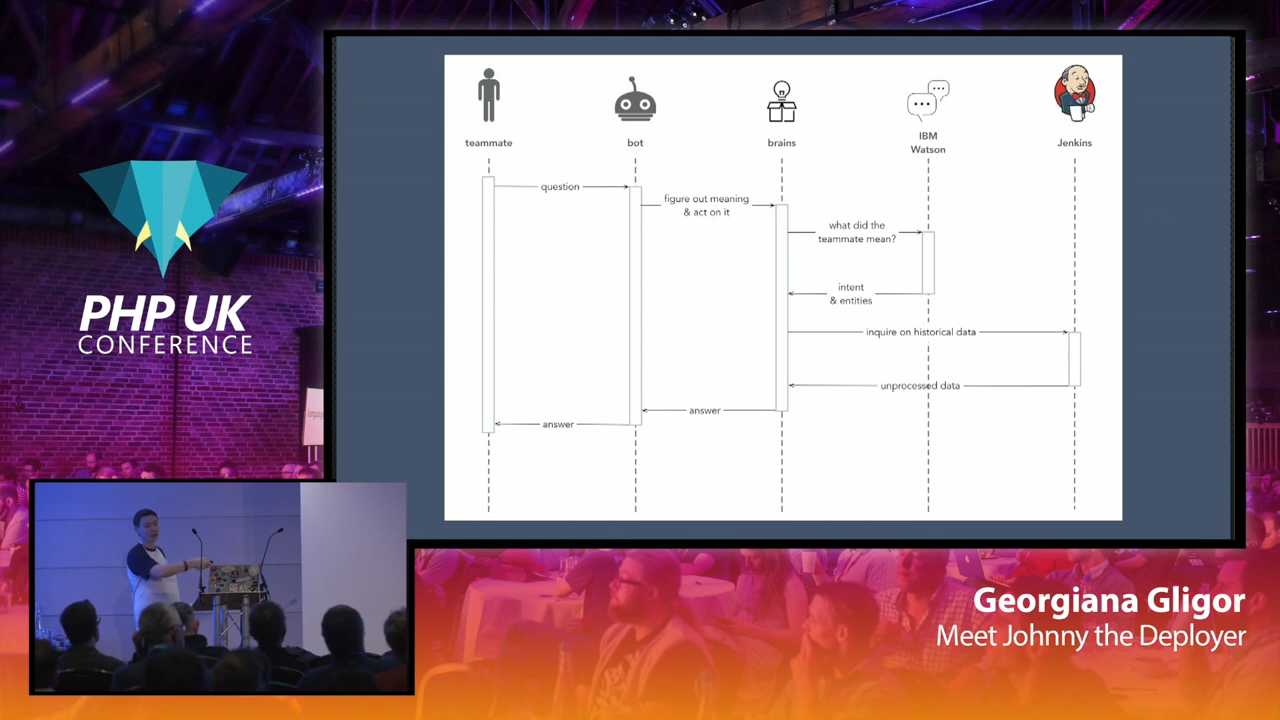 teammate
bot
brains
IBM
Watson
Jenkins
question
figure out meaning
& act on it
what did the
teammate mean?
intent
& entities
inquire on historical data
unprocessed data
answer
answer
PHP UK
CONFERENCE
Georgiana Gligor
Meet Johnny the Deployer